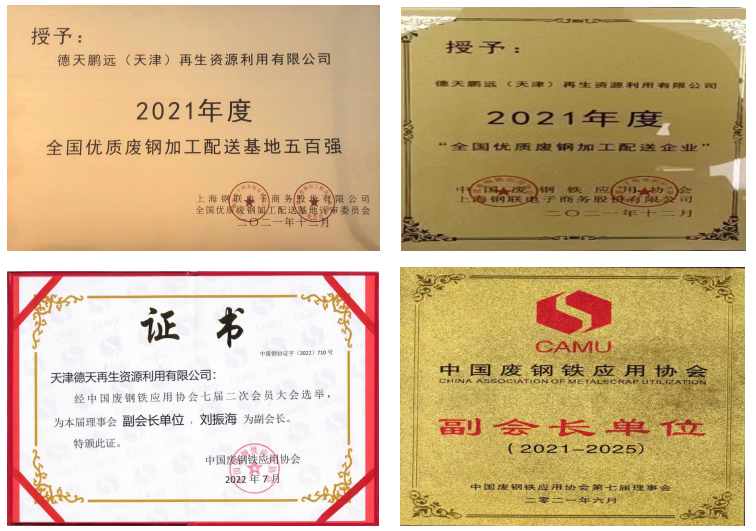 授予：
德天鹏远（天津）再生资源利用有限公司
2021年度
全国优质废钢加工配送基地五百强
上海钢联电子商务股份有限公司
全国优质废钢加工配送基地评审委员会
二〇二一年十二月
授予：
德天鹏远（天津）再生资源利用有限公司
2021年度
“全国优质废钢加工配送企业”
中国废钢铁应用协会
上海钢联电子商务股份有限公司
二〇二一年十二月
证书
中废钢协证字（2022）710号
天津德天再生资源利用有限公司：
经中国废钢铁应用协会七届二次会员大会选举，
为本届理事会 副会长单位，刘振海 为副会长。
特颁此证。
中国废钢铁应用协会
2022年7月
CAMU
中国废钢铁应用协会
CHINA ASSOCIATION OF METALSCRAP UTILIZATION
副会长单位
（2021-2025）
中国废钢铁应用协会第七届理事会
二零二一年六月